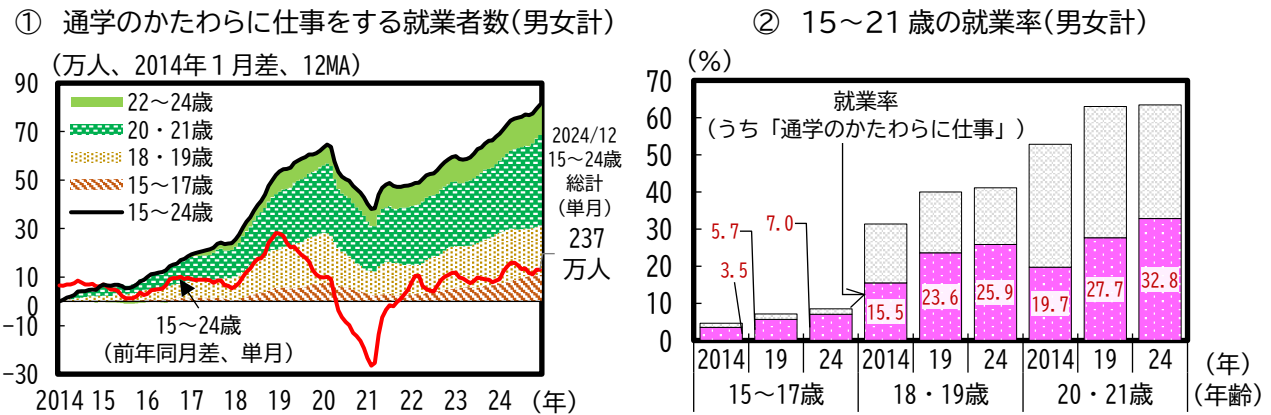 ① 通学のかたわらに仕事をする就業者数(男女計)
(万人、2014年1月差、12MA)
90
70
50
30
10
0
-10
-30
22~24歳
20・21歳
18・19歳
15~17歳
15~24歳
15~24歳
(前年同月差、単月)
2024/12
15~24歳
総計
(単月)
237
万人
2014 15 16 17 18 19 20 21 22 23 24 (年)
② 15~21歳の就業率(男女計)
(%)
70
60
50
40
30
20
10
0
就業率
(うち「通学のかたわらに仕事」)
5.7
7.0
3.5
15.5
23.6
25.9
19.7
27.7
32.8
2014 19 24 2014 19 24 2014 19 24 (年)
15~17歳 18・19歳 20・21歳 (年齢)